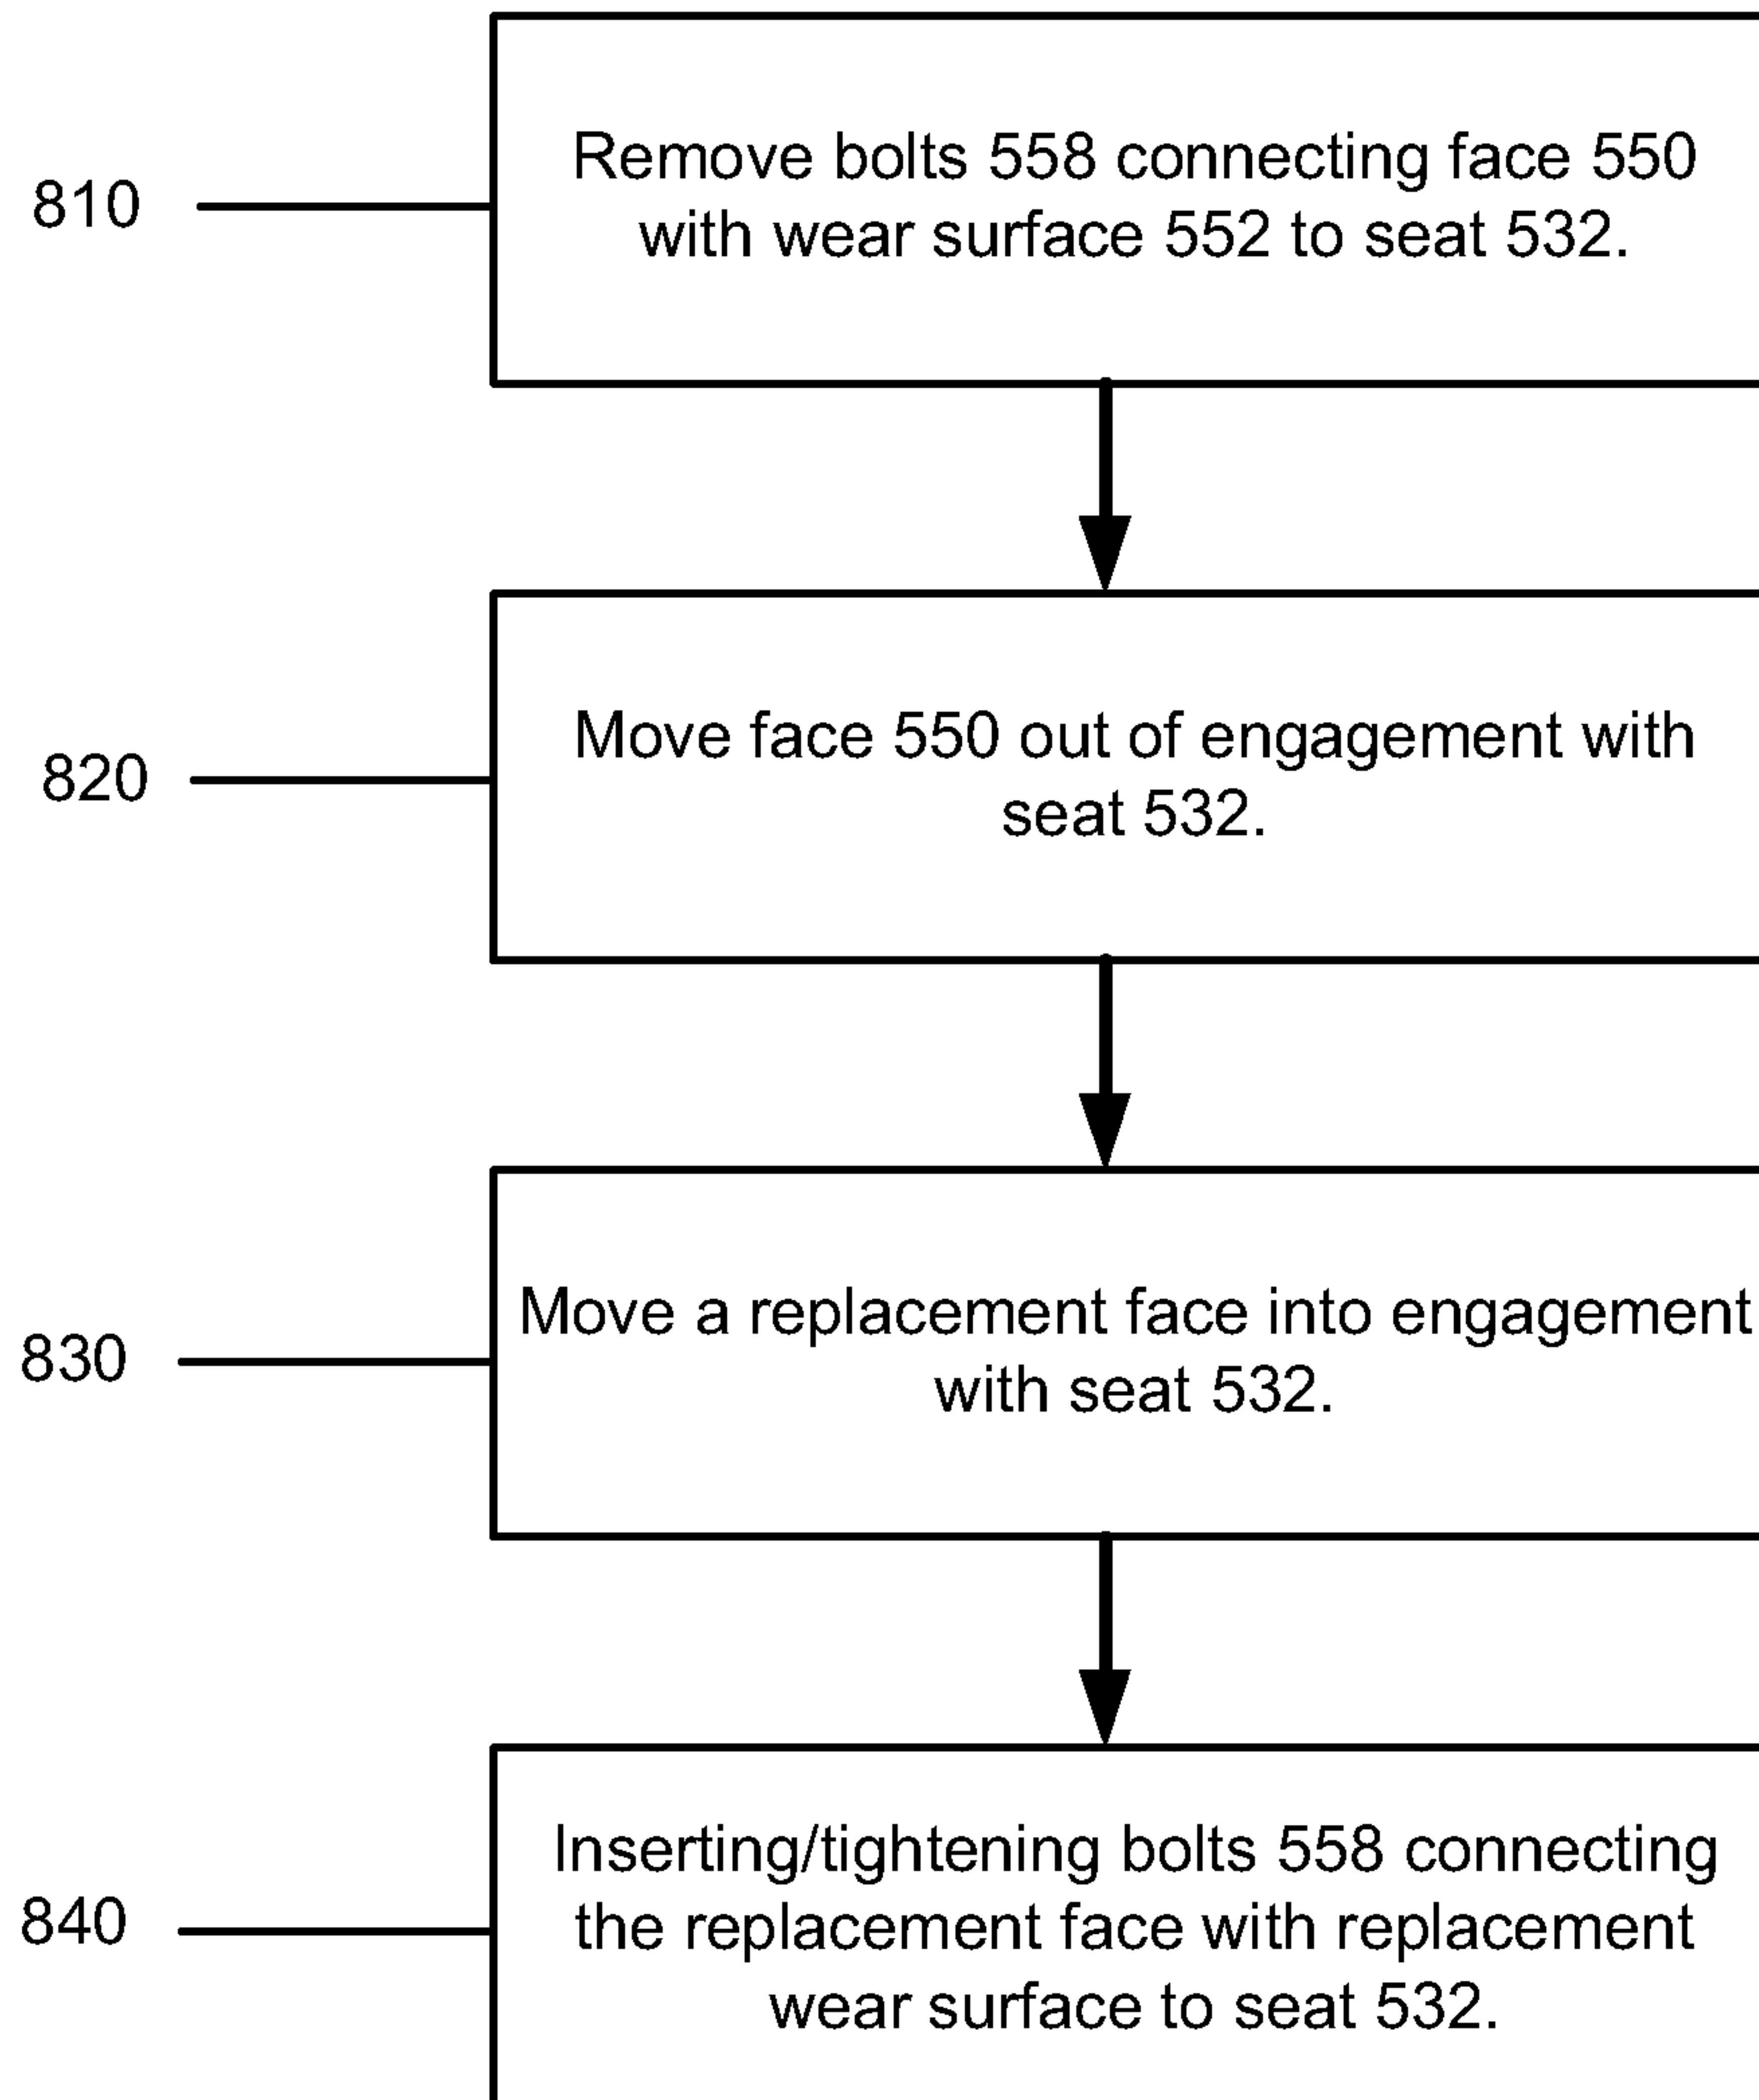 810
Remove bolts 558 connecting face 550
with wear surface 552 to seat 532.
820
Move face 550 out of engagement with
seat 532.
830
Move a replacement face into engagement
with seat 532.
840
Inserting/tightening bolts 558 connecting
the replacement face with replacement
wear surface to seat 532.